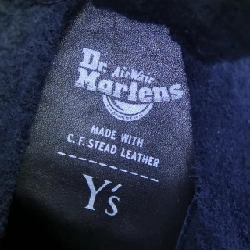 Dr. AirWair
Martens
MADE WITH
C.F. STEAD LEATHER
Y's